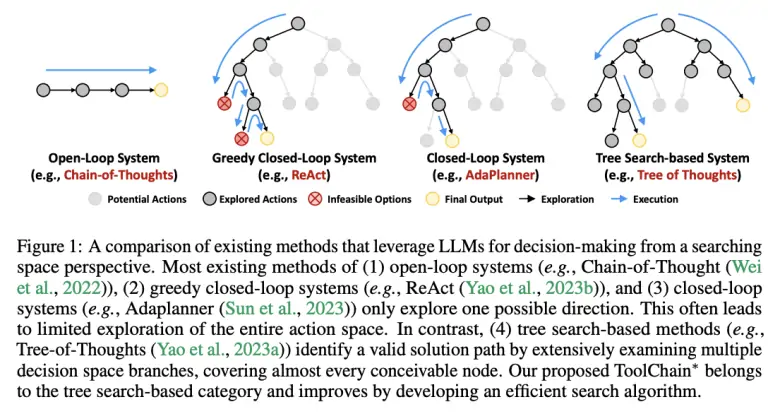 Open-Loop System
(e.g., Chain-of-Thoughts)
Greedy Closed-Loop System
(e.g., ReAct)
Closed-Loop System
(e.g., AdaPlanner)
Tree Search-based System
(e.g., Tree of Thoughts)
Potential Actions
Explored Actions
Infeasible Options
Final Output
Exploration
Execution
Figure 1: A comparison of existing methods that leverage LLMs for decision-making from a searching
space perspective. Most existing methods of (1) open-loop systems (e.g., Chain-of-Thought (Wei
et al., 2022)), (2) greedy closed-loop systems (e.g., ReAct (Yao et al., 2023b)), and (3) closed-loop
systems (e.g., Adaplanner (Sun et al., 2023)) only explore one possible direction. This often leads
to limited exploration of the entire action space. In contrast, (4) tree search-based methods (e.g.,
Tree-of-Thoughts (Yao et al., 2023a)) identify a valid solution path by extensively examining multiple
decision space branches, covering almost every conceivable node. Our proposed ToolChain* belongs
to the tree search-based category and improves by developing an efficient search algorithm.